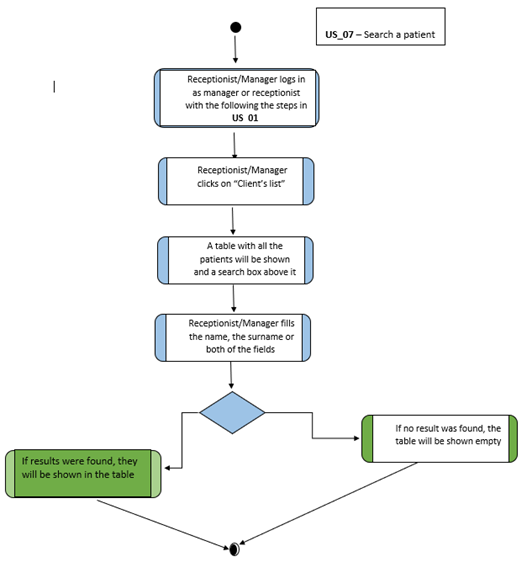 US_07 – Search a patient
Receptionist/Manager logs in
as manager or receptionist
with the following the steps in
US_01
Receptionist/Manager
clicks on “Client’s list”
A table with all the
patients will be shown
and a search box above it
Receptionist/Manager fills
the name, the surname or
both of the fields
If no result was found, the
table will be shown empty
If results were found, they
will be shown in the table